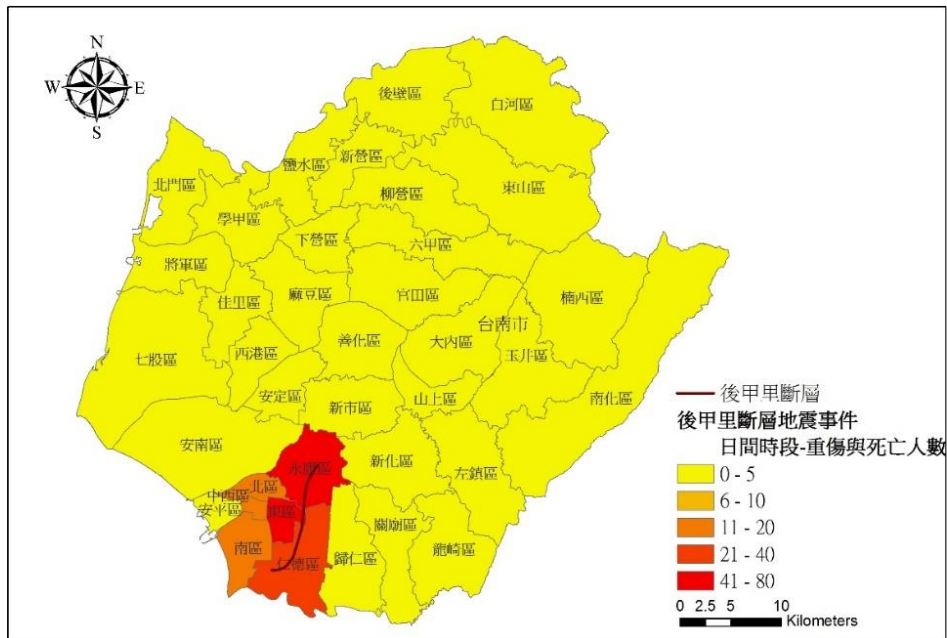 N
W
E
S
後壁區
白河區
鹽水區
新營區
北門區
柳營區
東山區
學甲區
下營區
六甲區
將軍區
佳里區
麻豆區
官田區
楠西區
台南市
七股區
西港區
善化區
大內區
玉井區
安定區
新市區
山上區
南化區
安南區
永康區
新化區
左鎮區
中西區
北區
安平區
東區
關廟區
南區
仁德區
歸仁區
龍崎區
後甲里斷層
後甲里斷層地震事件
日間時段-重傷與死亡人數
0 - 5
6 - 10
11 - 20
21 - 40
41 - 80
0 2.5 5 10
Kilometers